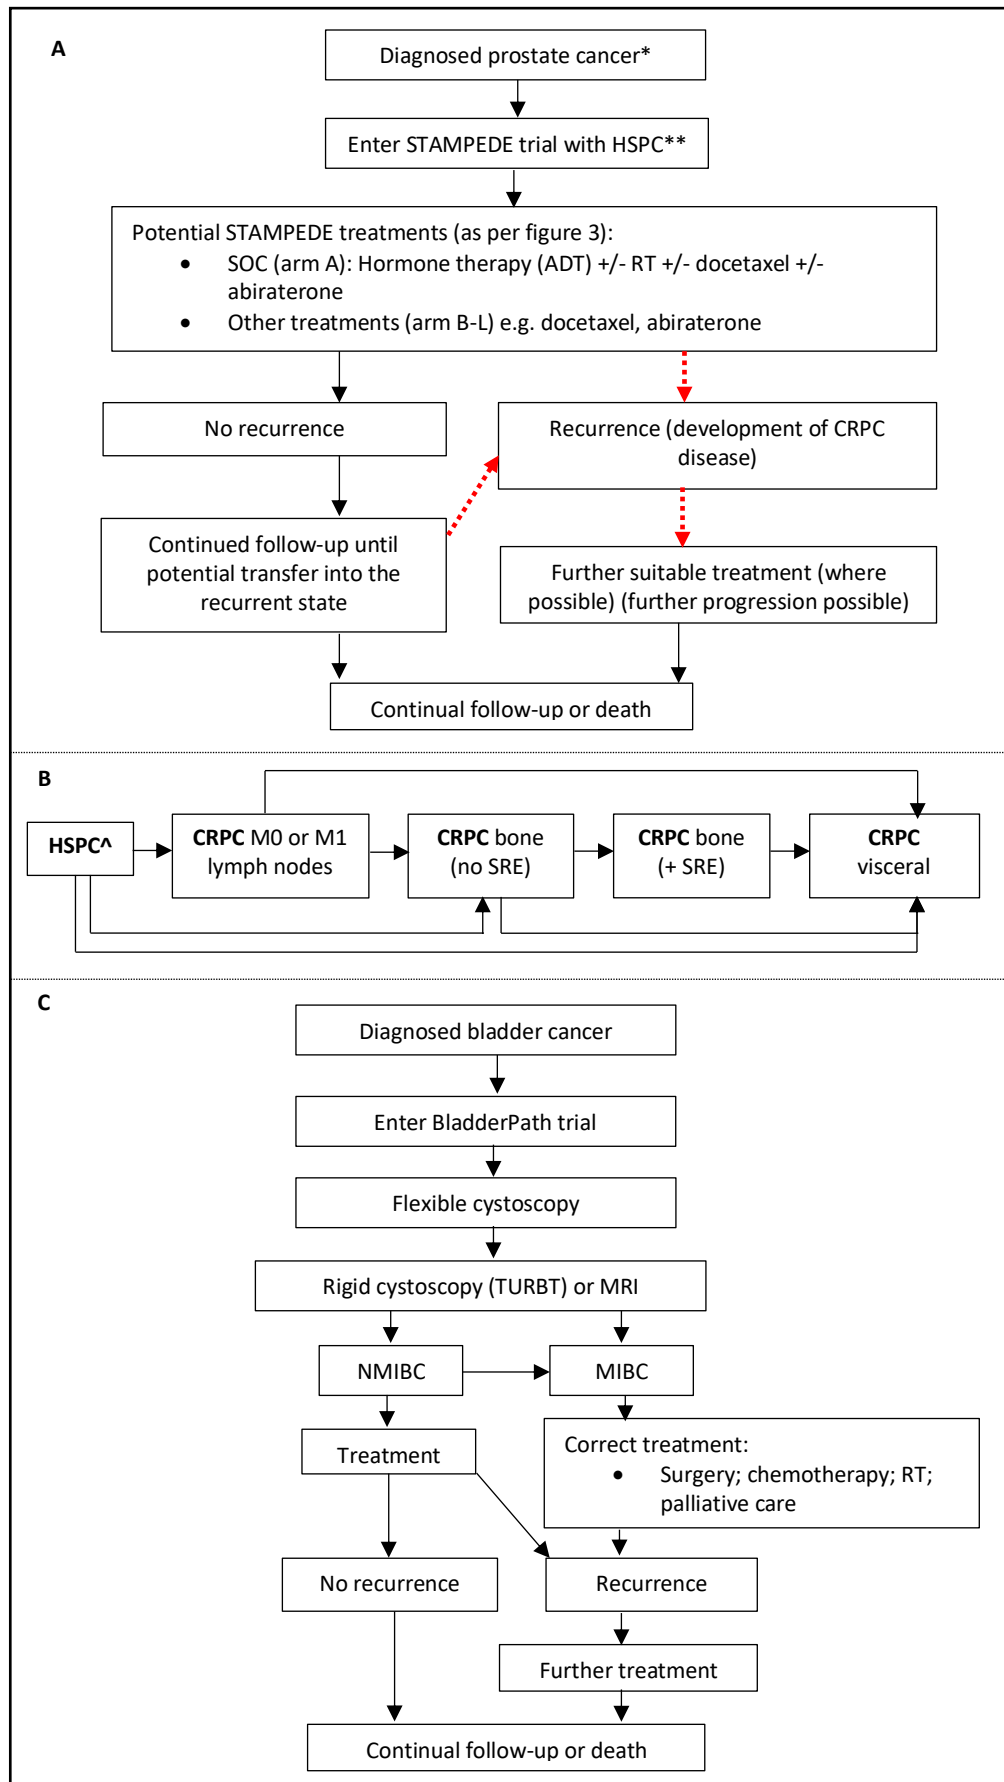 A
Diagnosed prostate cancer*
Enter STAMPEDE trial with HSPC**
Potential STAMPEDE treatments (as per figure 3):
• SOC (arm A): Hormone therapy (ADT) +/- RT +/- docetaxel +/-
abiraterone
• Other treatments (arm B-L) e.g. docetaxel, abiraterone
No recurrence
Recurrence (development of CRPC
disease)
Continued follow-up until
potential transfer into the
recurrent state
Further suitable treatment (where
possible) (further progression possible)
Continual follow-up or death
B
HSPC^
CRPC M0 or M1
lymph nodes
CRPC bone
(no SRE)
CRPC bone
(+ SRE)
CRPC
visceral
C
Diagnosed bladder cancer
Enter BladderPath trial
Flexible cystoscopy
Rigid cystoscopy (TURBT) or MRI
NMIBC
MIBC
Treatment
Correct treatment:
• Surgery; chemotherapy; RT;
palliative care
No recurrence
Recurrence
Further treatment
Continual follow-up or death